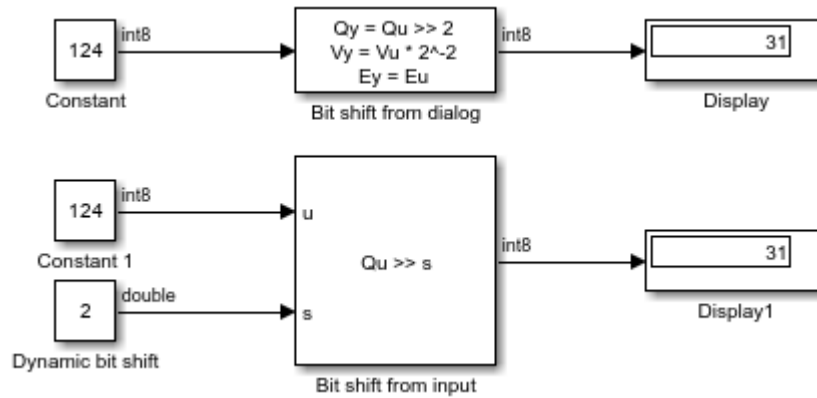 124
int8
Qy = Qu >> 2
Vy = Vu * 2^-2
Ey = Eu
int8
31
Constant
Bit shift from dialog
Display
124
int8
u
Qu >> s
int8
31
Constant 1
2
double
s
Display1
Dynamic bit shift
Bit shift from input